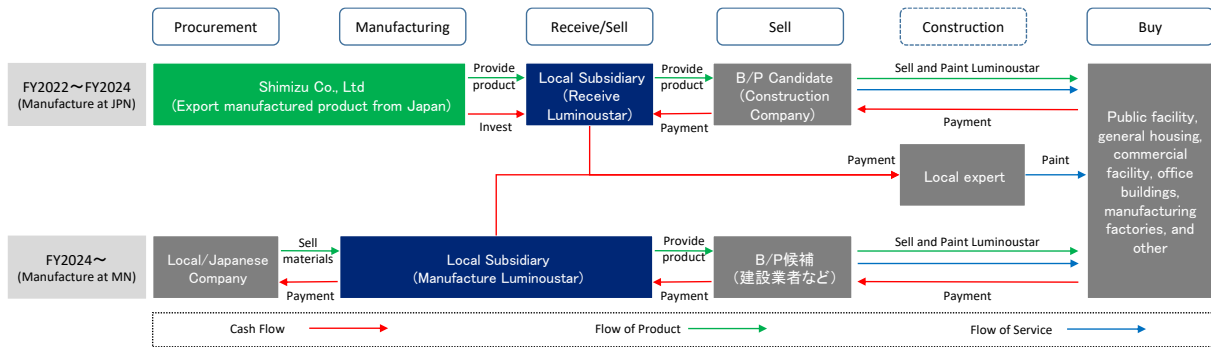 Procurement
Manufacturing
Receive/Sell
Sell
Construction
Buy
FY2022～FY2024
(Manufacture at JPN)
Shimizu Co., Ltd
(Export manufactured product from Japan)
Provide
product
Invest
Local Subsidiary
(Receive
Luminoustar)
Provide
product
Payment
B/P Candidate
(Construction
Company)
Sell and Paint Luminoustar
Payment
Public facility,
general housing,
commercial
facility, office
buildings,
manufacturing
factories, and
other
Payment
Local expert
Paint
FY2024～
(Manufacture at MN)
Local/Japanese
Company
Sell
materials
Payment
Local Subsidiary
(Manufacture Luminoustar)
Provide
product
Payment
B/P候補
(建設業者など)
Sell and Paint Luminoustar
Payment
Cash Flow
Flow of Product
Flow of Service